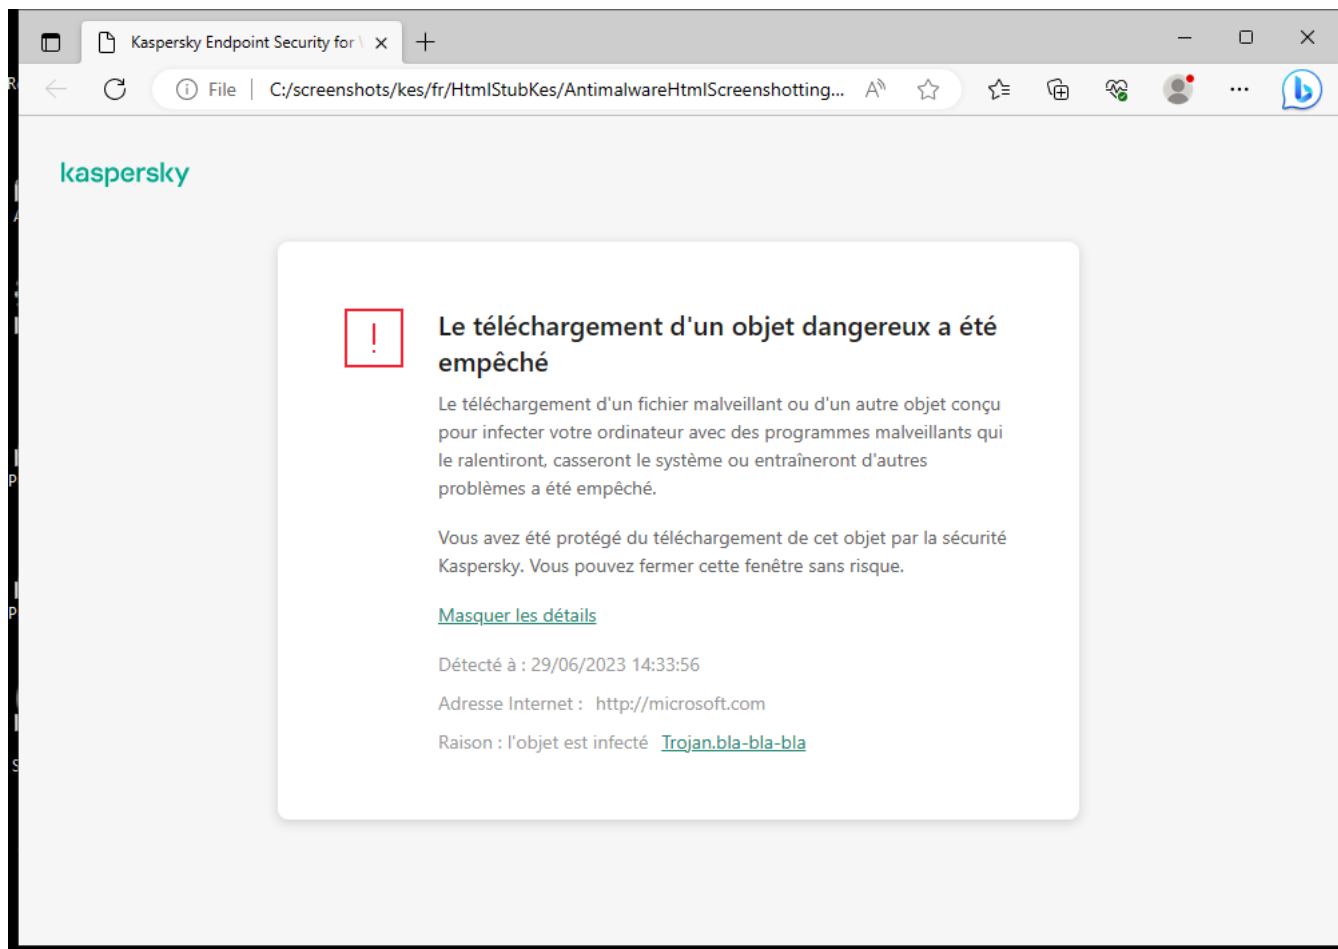 Kaspersky Endpoint Security for
File C:/screenshots/kes/fr/HtmlStubKes/AntimalwareHtmlScreenshotting...
kaspersky
Le téléchargement d'un objet dangereux a été
empêché
Le téléchargement d'un fichier malveillant ou d'un autre objet conçu
pour infecter votre ordinateur avec des programmes malveillants qui
le ralentiront, casseront le système ou entraîneront d'autres
problèmes a été empêché.
Vous avez été protégé du téléchargement de cet objet par la sécurité
Kaspersky. Vous pouvez fermer cette fenêtre sans risque.
Masquer les détails
Détecté à : 29/06/2023 14:33:56
Adresse Internet : http://microsoft.com
Raison : l'objet est infecté Trojan.bla-bla-bla